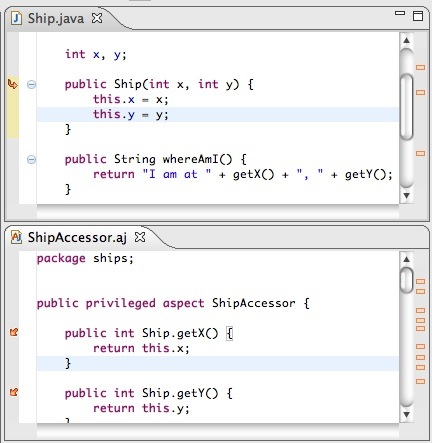 Ship.java
int x, y;
public Ship(int x, int y) {
this.x = x;
this.y = y;
}
public String whereAmI() {
return "I am at " + getX() + ", " + getY();
}
ShipAccessor.aj
package ships;
public privileged aspect ShipAccessor {
public int Ship.getX() {
return this.x;
}
public int Ship.getY() {
return this.y;
}